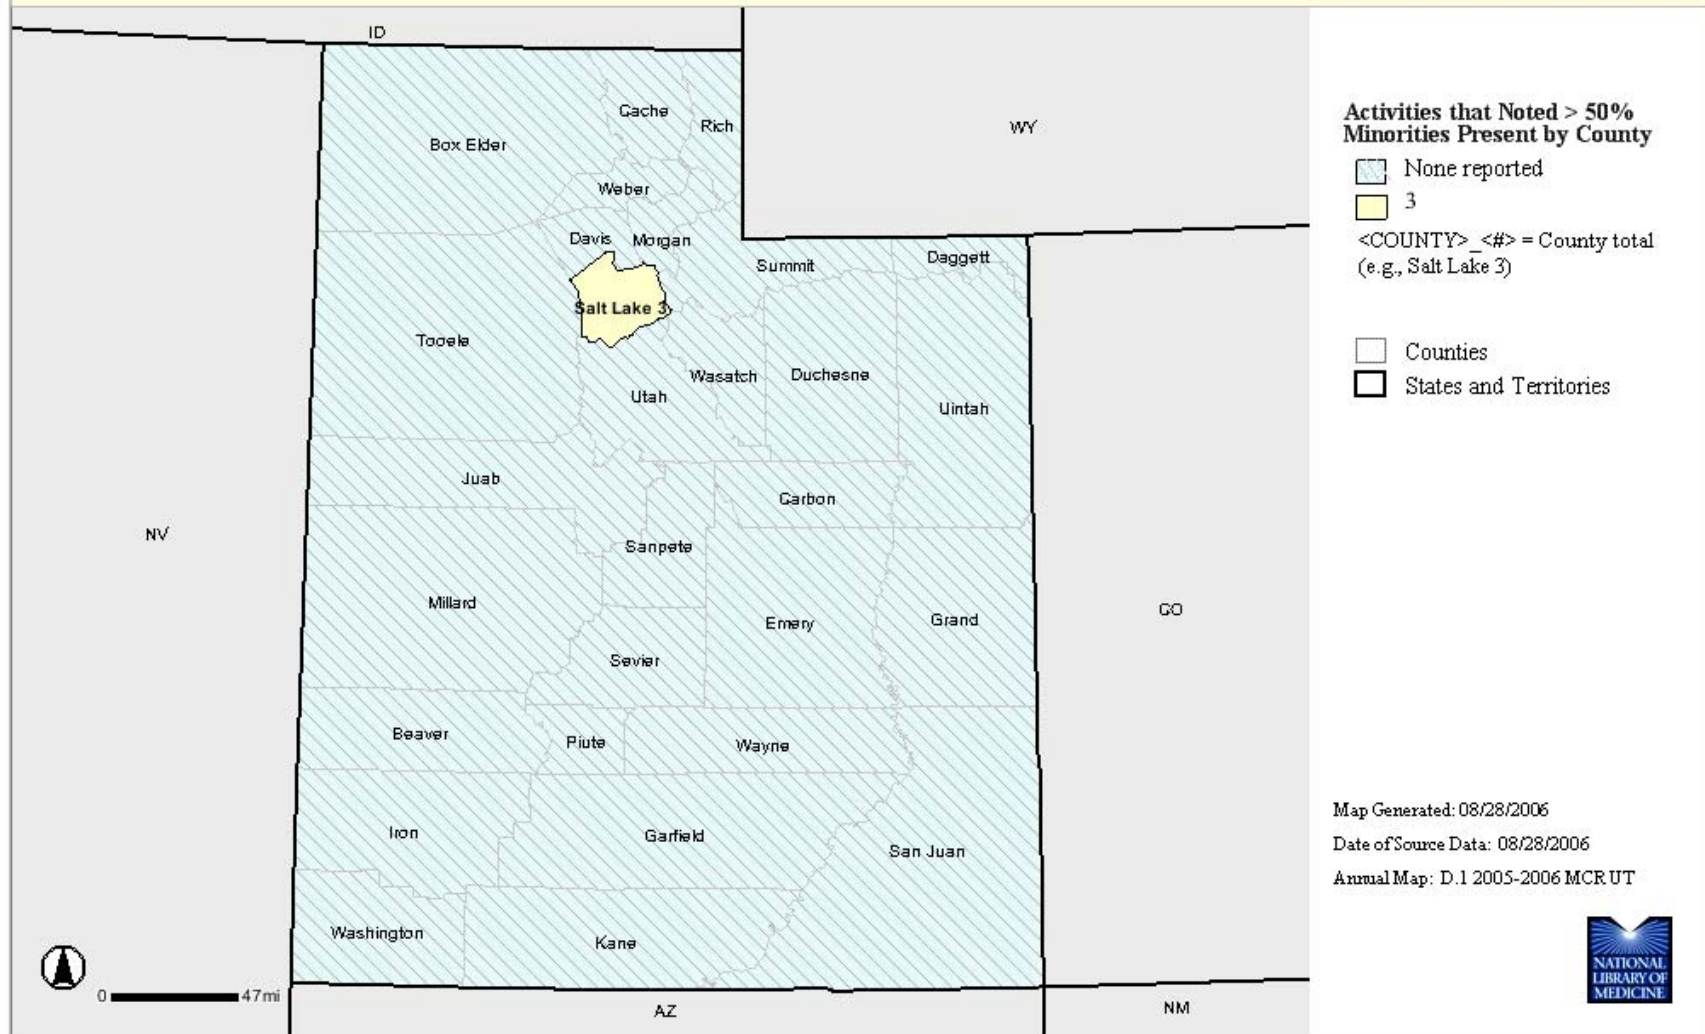 ID
Cache
Rich
WY
Box Elder
Weber
Davis
Morgan
Summit
Daggett
Salt Lake 3
Tooele
Wasatch
Duchesne
Utah
Uintah
Juab
Carbon
NV
Sanpete
Millard
Emery
Grand
CO
Sevier
Beaver
Piute
Wayne
Iron
Garfield
San Juan
Washington
Kane
0 47mi
AZ
NM
Activities that Noted > 50%
Minorities Present by County
None reported
3
<COUNTY>_<#> = County total
(e.g., Salt Lake 3)
Counties
States and Territories
Map Generated: 08/28/2006
Date of Source Data: 08/28/2006
Annual Map: D.1 2005-2006 MCR UT
NATIONAL
LIBRARY OF
MEDICINE